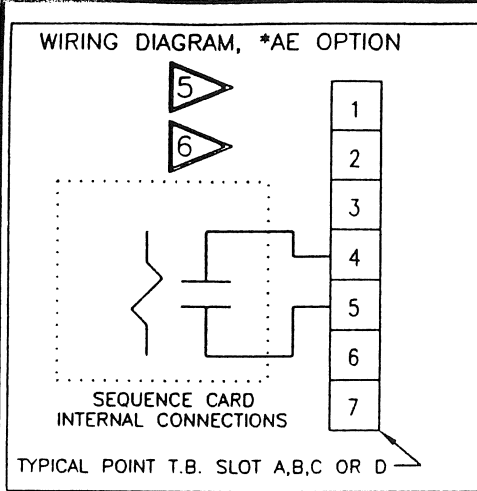 WIRING DIAGRAM, *AE OPTION
5
6
1
2
3
4
5
6
7
SEQUENCE CARD
INTERNAL CONNECTIONS
TYPICAL POINT T.B. SLOT A,B,C OR D